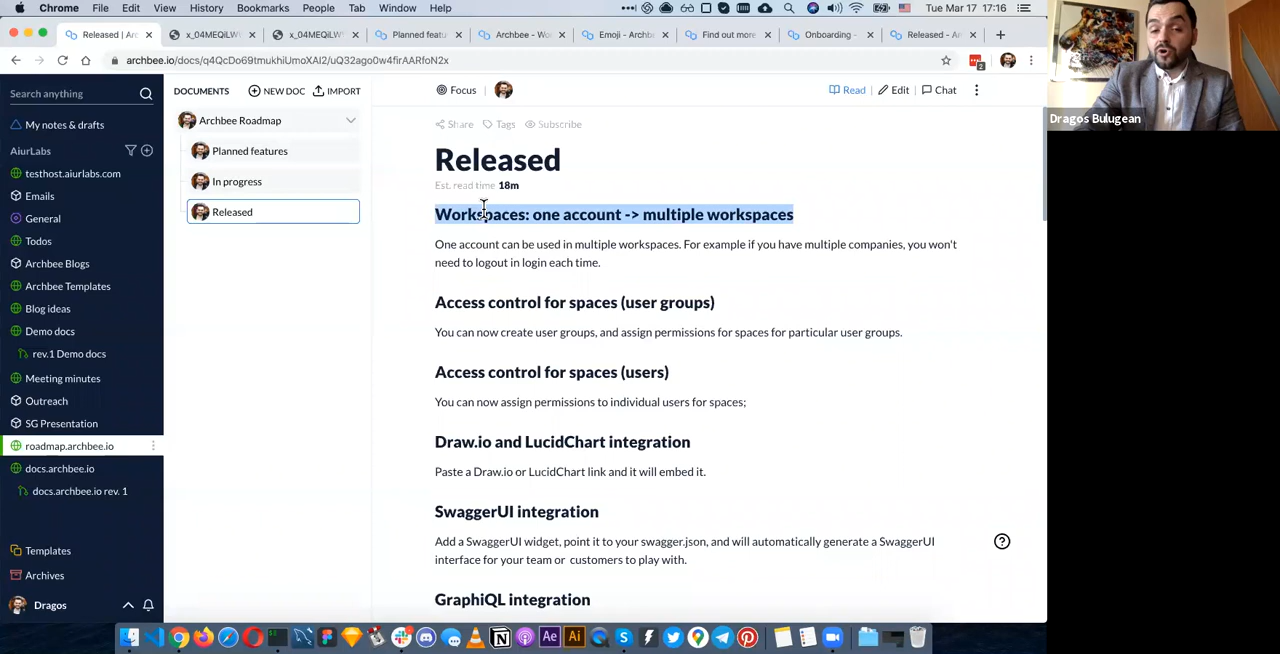 Chrome File Edit View History Bookmarks People Tab Window Help Tue Mar 17 17:16
Released | Arc x_04MEQiLW x_04MEQiLW Planned featu Archbee - Wo Emoji - Archb Find out more Onboarding - Released - A
archbee.io/docs/q4QcDo69tmukhiUmoXAI2/uQ32ago0w4firAARfoN2x
2
Dragos Bulugean
Search anything
My notes & drafts
AiurLabs
testhost.aiurlabs.com
Emails
General
Todos
Archbee Blogs
Archbee Templates
Blog ideas
Demo docs
rev.1 Demo docs
Meeting minutes
Outreach
SG Presentation
roadmap.archbee.io
docs.archbee.io
docs.archbee.io rev. 1
Templates
Archives
Dragos
DOCUMENTS NEW DOC IMPORT
Archbee Roadmap
Planned features
In progress
Released
Focus Read Edit Chat
Share Tags Subscribe
Released
Est. read time 18m
Workspaces: one account -> multiple workspaces
One account can be used in multiple workspaces. For example if you have multiple companies, you won't
need to logout in login each time.
Access control for spaces (user groups)
You can now create user groups, and assign permissions for spaces for particular user groups.
Access control for spaces (users)
You can now assign permissions to individual users for spaces;
Draw.io and LucidChart integration
Paste a Draw.io or LucidChart link and it will embed it.
SwaggerUI integration
Add a SwaggerUI widget, point it to your swagger.json, and will automatically generate a SwaggerUI
interface for your team or customers to play with.
GraphiQL integration
Ae Ai